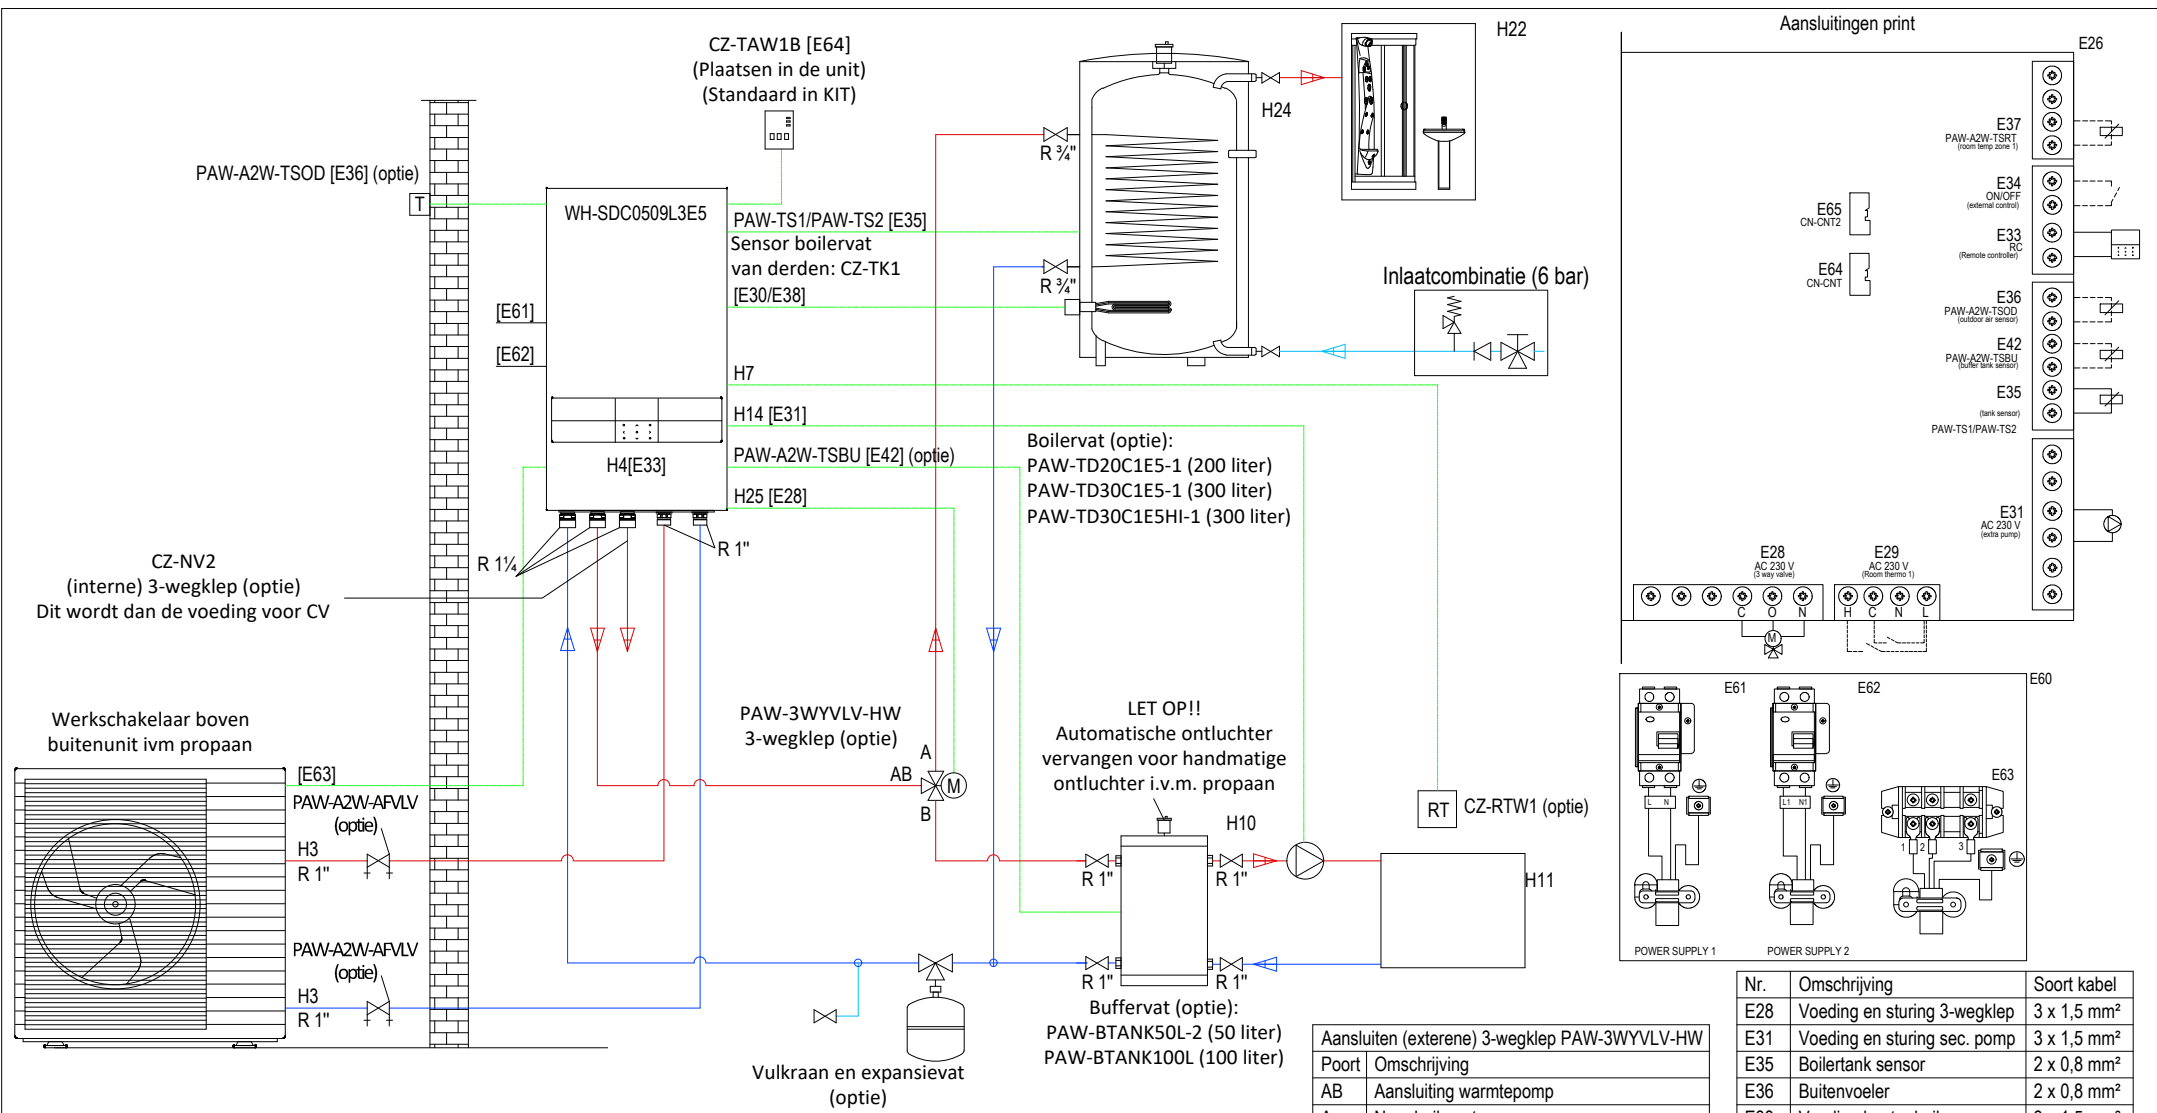 CZ-TAW1B [E64]
(Plaatsen in de unit)
(Standaard in KIT)
PAW-A2W-TSOD [E36] (optie)
T
WH-SDC0509L3E5
PAW-TS1/PAW-TS2 [E35]
Sensor boilervat
van derden: CZ-TK1
[E30/E38]
[E61]
[E62]
H7
H14 [E31]
PAW-A2W-TSBU [E42] (optie)
H4[E33]
H25 [E28]
R 1¼
R 1"
CZ-NV2
(interne) 3-wegklep (optie)
Dit wordt dan de voeding voor CV
Werkschakelaar boven
buitenunit ivm propaan
[E63]
PAW-A2W-AFVLV
(optie)
H3
R 1"
PAW-A2W-AFVLV
(optie)
H3
R 1"
R ¾"
R ¾"
H24
H22
Inlaatcombinatie (6 bar)
Boilervat (optie):
PAW-TD20C1E5-1 (200 liter)
PAW-TD30C1E5-1 (300 liter)
PAW-TD30C1E5HI-1 (300 liter)
PAW-3WYVLV-HW
3-wegklep (optie)
A
AB
M
B
LET OP!!
Automatische ontluchter
vervangen voor handmatige
ontluchter i.v.m. propaan
H10
RT
CZ-RTW1 (optie)
H11
R 1"
R 1"
R 1"
R 1"
Buffervat (optie):
PAW-BTANK50L-2 (50 liter)
PAW-BTANK100L (100 liter)
Vulkraan en expansievat
(optie)
Aansluitingen print
E26
E37
PAW-A2W-TSRT
(room temp zone 1)
E34
ON/OFF
(external control)
E65
CN-CNT2
E33
RC
(Remote controller)
E64
CN-CNT
E36
PAW-A2W-TSOD
(outdoor air sensor)
E42
PAW-A2W-TSBU
(buffer tank sensor)
E35
(tank sensor)
PAW-TS1/PAW-TS2
E31
AC 230 V
(extra pump)
E28
AC 230 V
(3 way valve)
E29
AC 230 V
(Room thermo 1)
C O N
H C N L
M
E61
E62
E60
L N
L1 N1
E63
1 2 3
POWER SUPPLY 1
POWER SUPPLY 2
Aansluiten (exterene) 3-wegklep PAW-3WYVLV-HW
Poort Omschrijving
AB Aansluiting warmtepomp
Nr. Omschrijving Soort kabel
E28 Voeding en sturing 3-wegklep 3 x 1,5 mm²
E31 Voeding en sturing sec. pomp 3 x 1,5 mm²
E35 Boilertank sensor 2 x 0,8 mm²
E36 Buitenvoeler 2 x 0,8 mm²